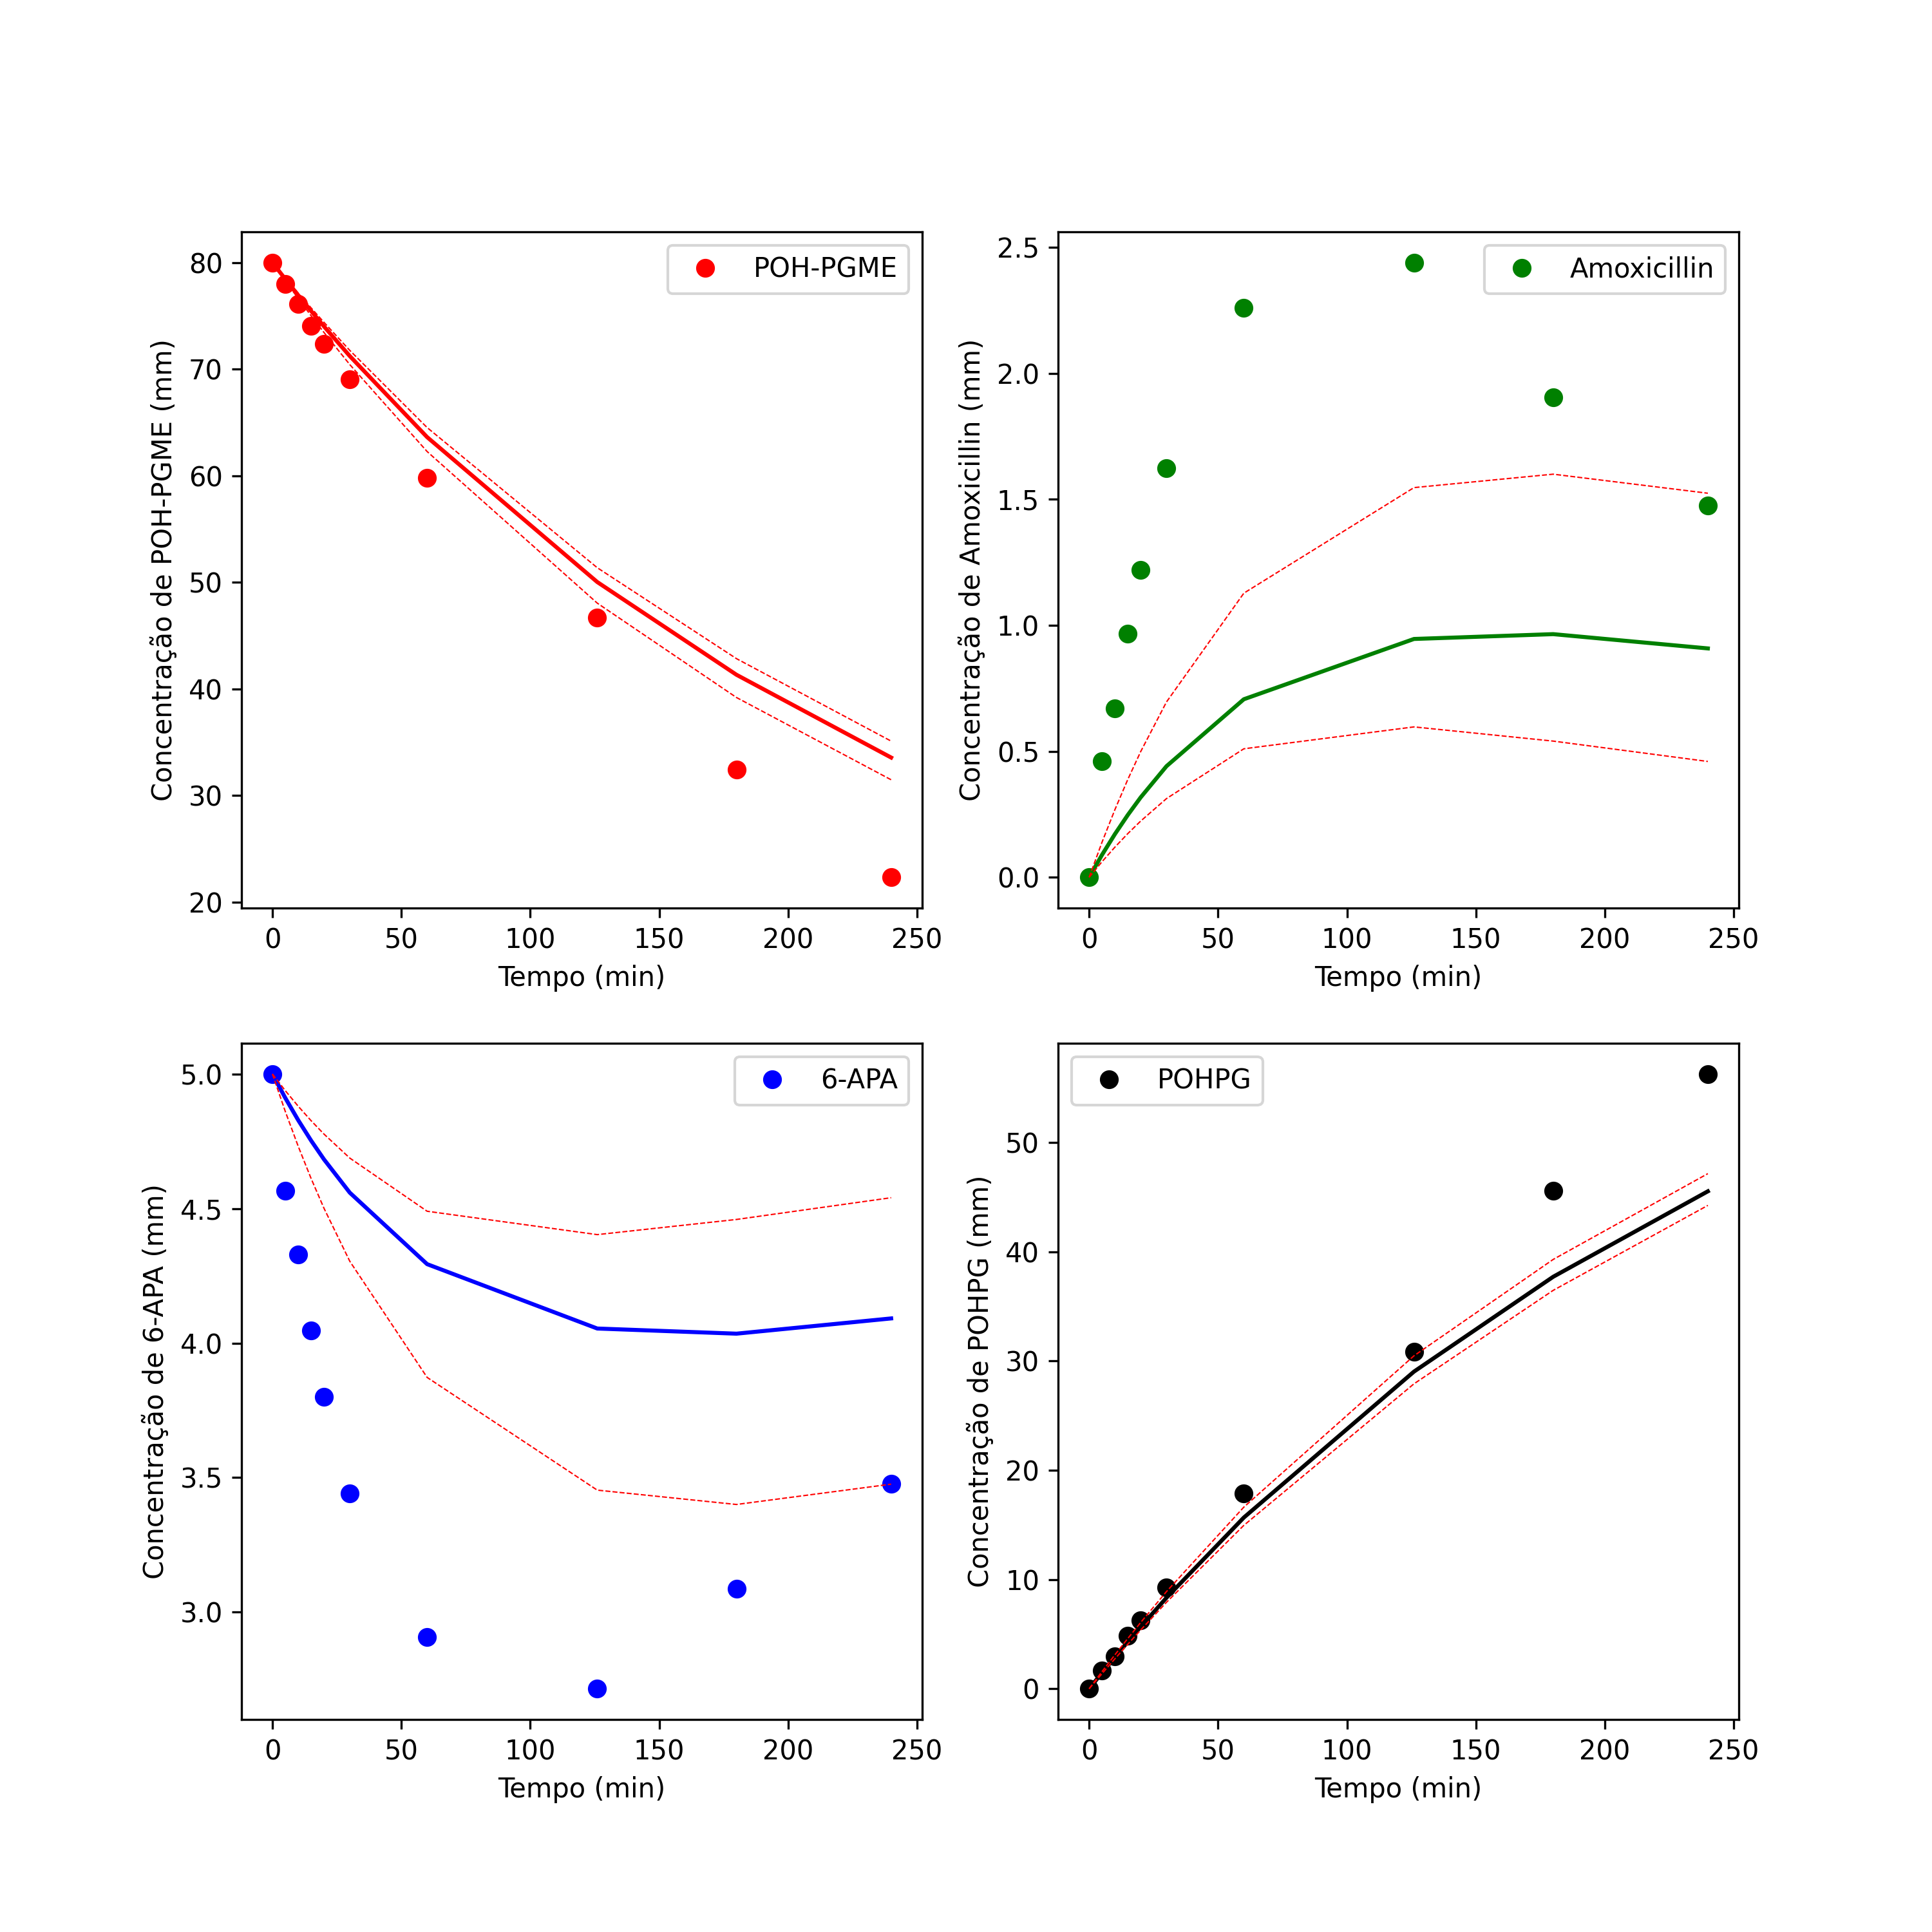 POH-PGME
80
70
60
50
40
30
20
Concentração de POH-PGME (mm)
0 50 100 150 200 250
Tempo (min)
Amoxicillin
2.5
2.0
1.5
1.0
0.5
0.0
Concentração de Amoxicillin (mm)
0 50 100 150 200 250
Tempo (min)
6-APA
5.0
4.5
4.0
3.5
3.0
Concentração de 6-APA (mm)
0 50 100 150 200 250
Tempo (min)
POHPG
50
40
30
20
10
0
Concentração de POHPG (mm)
0 50 100 150 200 250
Tempo (min)